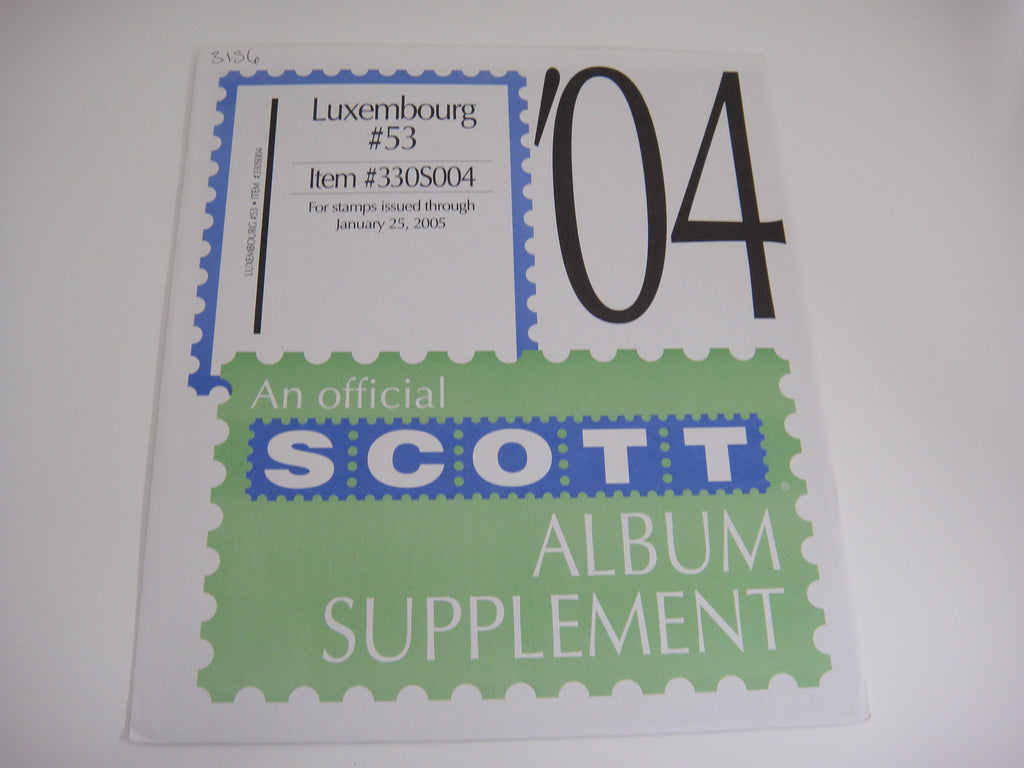 3156
'04
Luxembourg
#53
Item #330S004
For stamps issued through
January 25, 2005
LUXEMBOURG #53 • ITEM #330S004
An official
SCOTT®
ALBUM
SUPPLEMENT